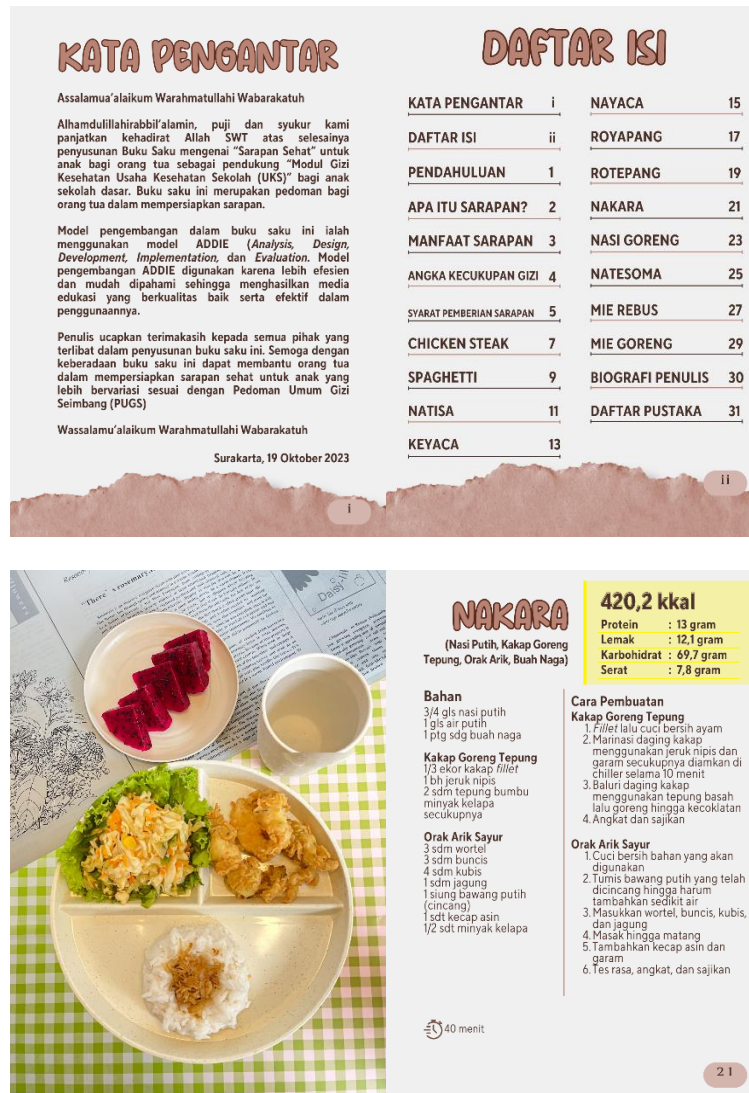 KATA PENGANTAR
Assalamua'alaikum Warahmatullahi Wabarakatuh
Alhamdulillahirabbil'alamin, puji dan syukur kami
panjatkan kehadirat Allah SWT atas selesainya
penyusunan Buku Saku mengenai "Sarapan Sehat" untuk
anak bagi orang tua sebagai pendukung "Modul Gizi
Kesehatan Usaha Kesehatan Sekolah (UKS)" bagi anak
sekolah dasar. Buku saku ini merupakan pedoman bagi
orang tua dalam mempersiapkan sarapan.
Model pengembangan dalam buku saku ini ialah
menggunakan model ADDIE (Analysis, Design,
Development, Implementation, dan Evaluation. Model
pengembangan ADDIE digunakan karena lebih efesien
dan mudah dipahami sehingga menghasilkan media
edukasi yang berkualitas baik serta efektif dalam
penggunaannya.
Penulis ucapkan terimakasih kepada semua pihak yang
terlibat dalam penyusunan buku saku ini. Semoga dengan
keberadaan buku saku ini dapat membantu orang tua
dalam mempersiapkan sarapan sehat untuk anak yang
lebih bervariasi sesuai dengan Pedoman Umum Gizi
Seimbang (PUGS)
Wassalamu'alaikum Warahmatullahi Wabarakatuh
Surakarta, 19 Oktober 2023
i
DAFTAR ISI
KATA PENGANTAR i
DAFTAR ISI ii
PENDAHULUAN 1
APA ITU SARAPAN? 2
MANFAAT SARAPAN 3
ANGKA KECUKUPAN GIZI 4
SYARAT PEMBERIAN SARAPAN 5
CHICKEN STEAK 7
SPAGHETTI 9
NATISA 11
KEYACA 13
NAYACA 15
ROYAPANG 17
ROTEPANG 19
NAKARA 21
NASI GORENG 23
NATESOMA 25
MIE REBUS 27
MIE GORENG 29
BIOGRAFI PENULIS 30
DAFTAR PUSTAKA 31
ii
"There's rosemary
Daisy
NAKARA
(Nasi Putih, Kakap Goreng
Tepung, Orak Arik, Buah Naga)
420,2 kkal
Protein : 13 gram
Lemak : 12,1 gram
Karbohidrat : 69,7 gram
Serat : 7,8 gram
Bahan
3/4 gls nasi putih
1 gls air putih
1 ptg sdg buah naga
Kakap Goreng Tepung
1/3 ekor kakap fillet
1 bh jeruk nipis
2 sdm tepung bumbu
minyak kelapa
secukupnya
Orak Arik Sayur
3 sdm wortel
3 sdm buncis
4 sdm kubis
1 sdm jagung
1 siung bawang putih
(cincang)
1 sdt kecap asin
1/2 sdt minyak kelapa
40 menit
Cara Pembuatan
Kakap Goreng Tepung
1. Fillet lalu cuci bersih ayam
2. Marinasi daging kakap
menggunakan jeruk nipis dan
garam secukupnya diamkan di
chiller selama 10 menit
3. Baluri daging kakap
menggunakan tepung basah
lalu goreng hingga kecoklatan
4. Angkat dan sajikan
Orak Arik Sayur
1. Cuci bersih bahan yang akan
digunakan
2. Tumis bawang putih yang telah
dicincang hingga harum
tambahkan sedikit air
3. Masukkan wortel, buncis, kubis,
dan jagung
4. Masak hingga matang
5. Tambahkan kecap asin dan
garam
6. Tes rasa, angkat, dan sajikan
21